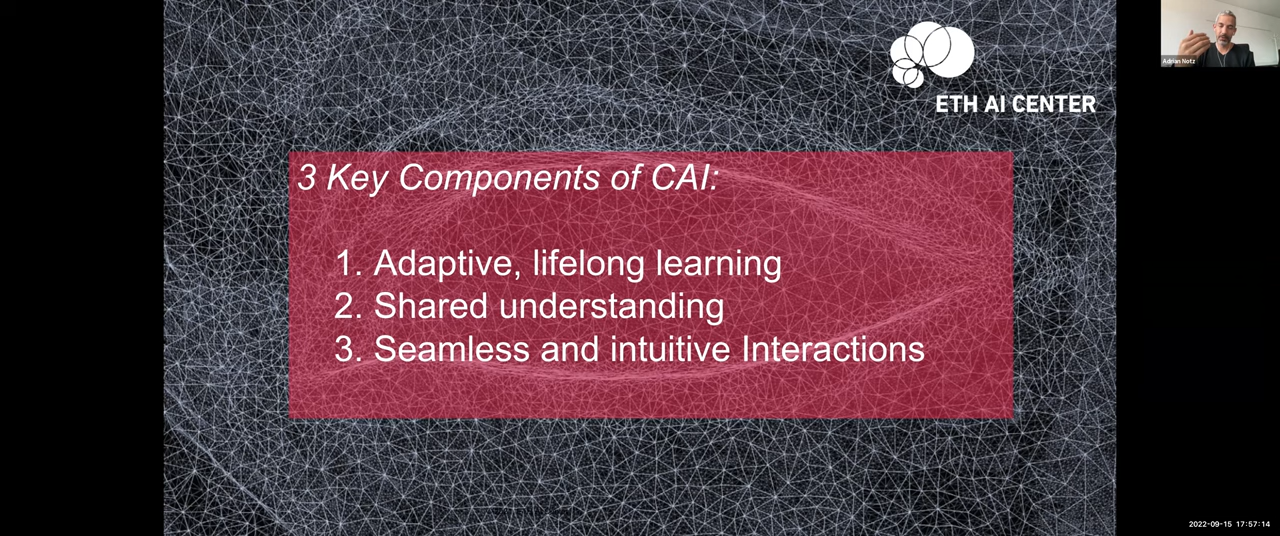 Adrian Notz
ETH AI CENTER
3 Key Components of CAI:
1. Adaptive, lifelong learning
2. Shared understanding
3. Seamless and intuitive Interactions
2022-09-15 17:57:14